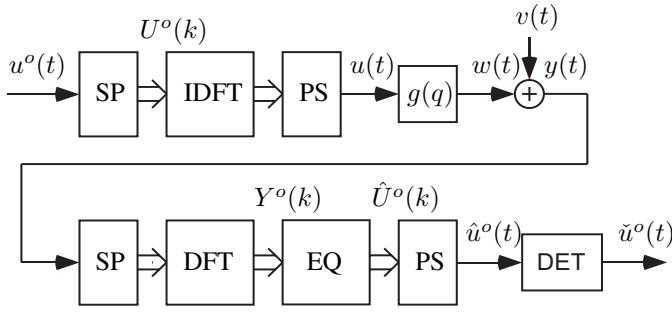 v(t)
U^o(k)
u^o(t) SP IDFT PS u(t) g(q) w(t) + y(t)
Y^o(k) Û^o(k)
SP DFT EQ PS û^o(t) DET ǔ^o(t)